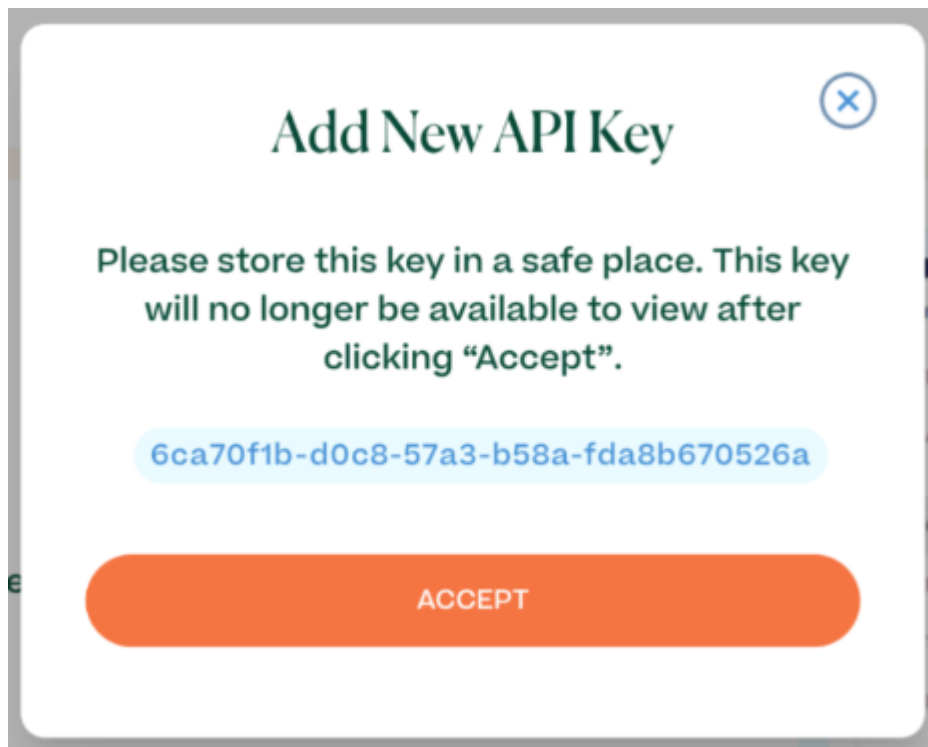 Add New API Key
Please store this key in a safe place. This key
will no longer be available to view after
clicking “Accept”.
6ca70f1b-d0c8-57a3-b58a-fda8b670526a
e
ACCEPT